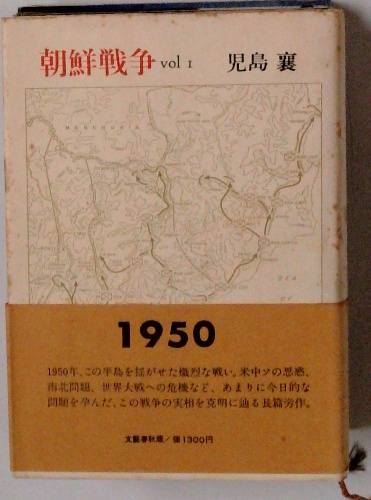 朝鮮戦争 vol 1 児島 襄
MANCHURIA
1950
1950年、この半島を揺がせた熾烈な戦い。米中ソの思惑、
南北問題、世界大戦への危機など、あまりに今日的な
問題を孕んだ、この戦争の実相を克明に辿る長篇労作。
文藝春秋版/価1300円